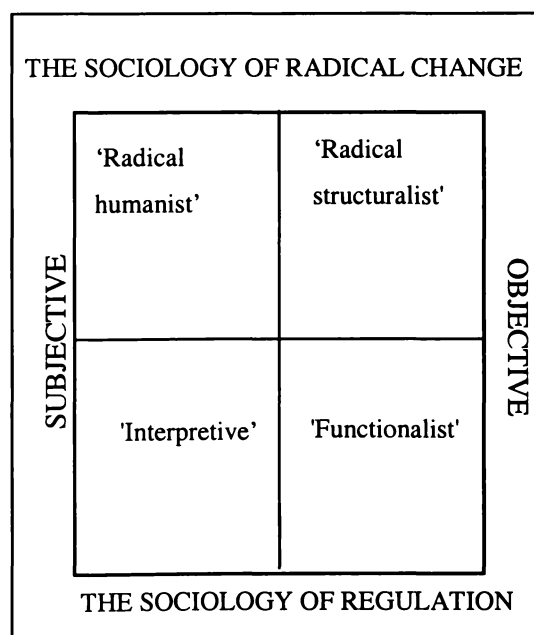 THE SOCIOLOGY OF RADICAL CHANGE
‘Radical
humanist’
‘Radical
structuralist'
SUBJECTIVE
OBJECTIVE
'Interpretive’
'Functionalist'
THE SOCIOLOGY OF REGULATION